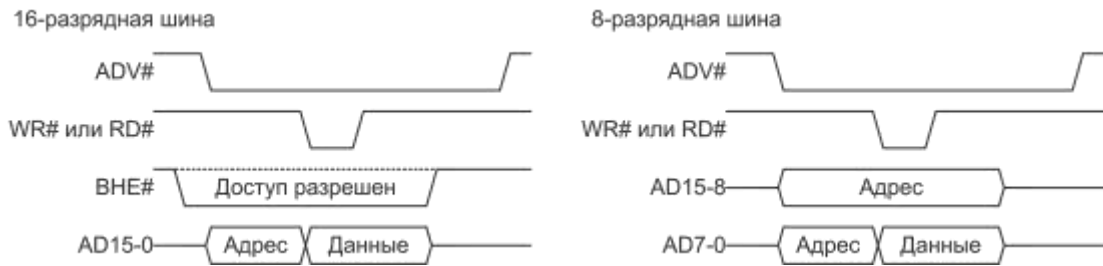 16-разрядная шина
ADV#
WR# или RD#
BHE#
Доступ разрешен
AD15-0
Адрес
Данные
8-разрядная шина
ADV#
WR# или RD#
AD15-8
Адрес
AD7-0
Адрес
Данные